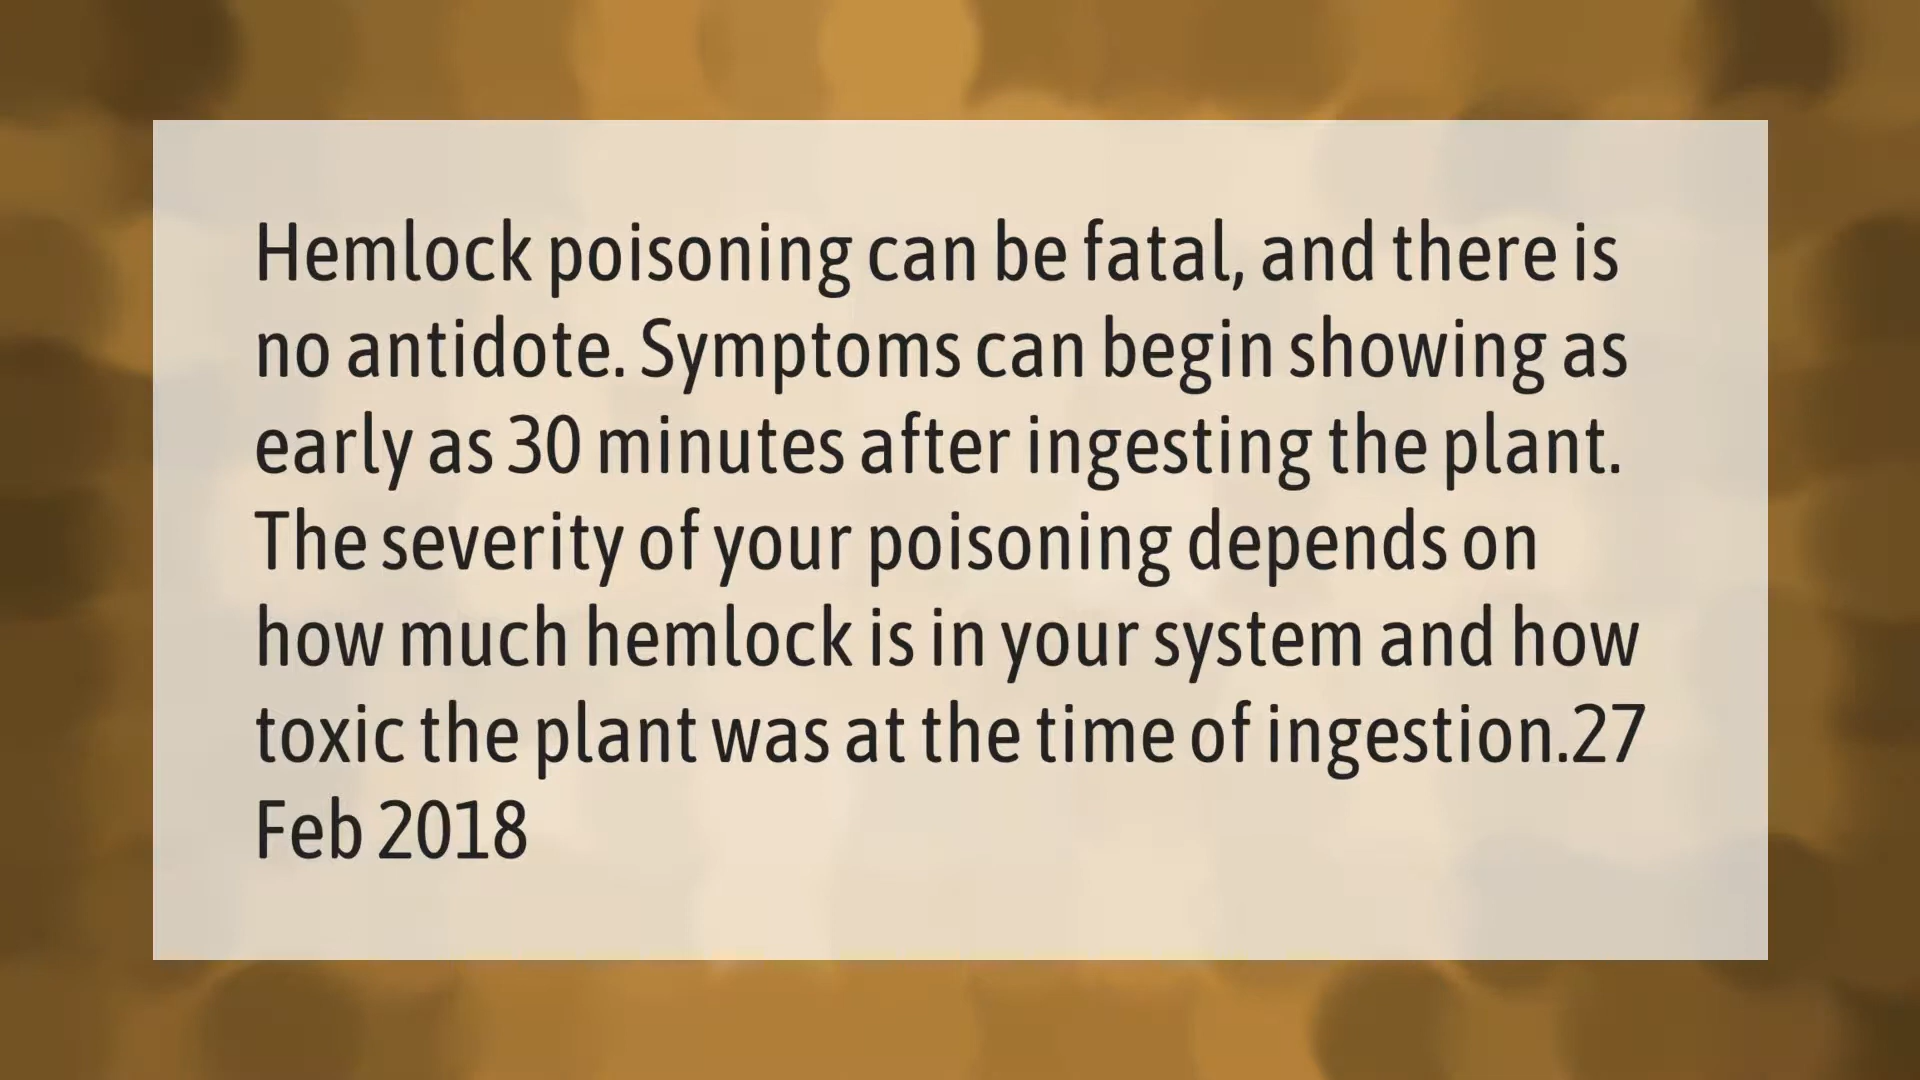 Hemlock poisoning can be fatal, and there is
no antidote. Symptoms can begin showing as
early as 30 minutes after ingesting the plant.
The severity of your poisoning depends on
how much hemlock is in your system and how
toxic the plant was at the time of ingestion.27
Feb 2018